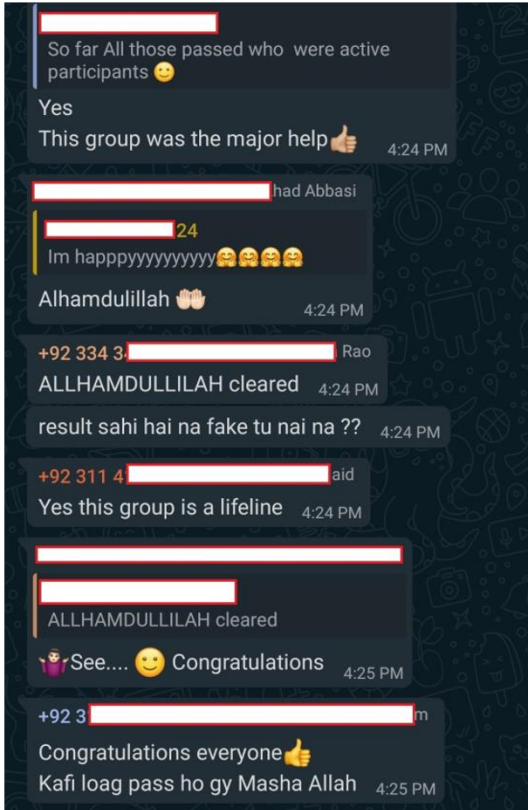 So far All those passed who were active
participants 🙂
Yes
This group was the major help👍🏼
4:24 PM
had Abbasi
24
Im happpyyyyyyyyyy🤗🤗🤗🤗
Alhamdulillah 🤲🏻
4:24 PM
+92 334 3
Rao
ALLHAMDULLILAH cleared 4:24 PM
result sahi hai na fake tu nai na ?? 4:24 PM
+92 311 4
aid
Yes this group is a lifeline 4:24 PM
ALLHAMDULLILAH cleared
🤷🏻‍♀️See.... 🙂 Congratulations
4:25 PM
+92 3
m
Congratulations everyone👍
Kafi loag pass ho gy Masha Allah 4:25 PM